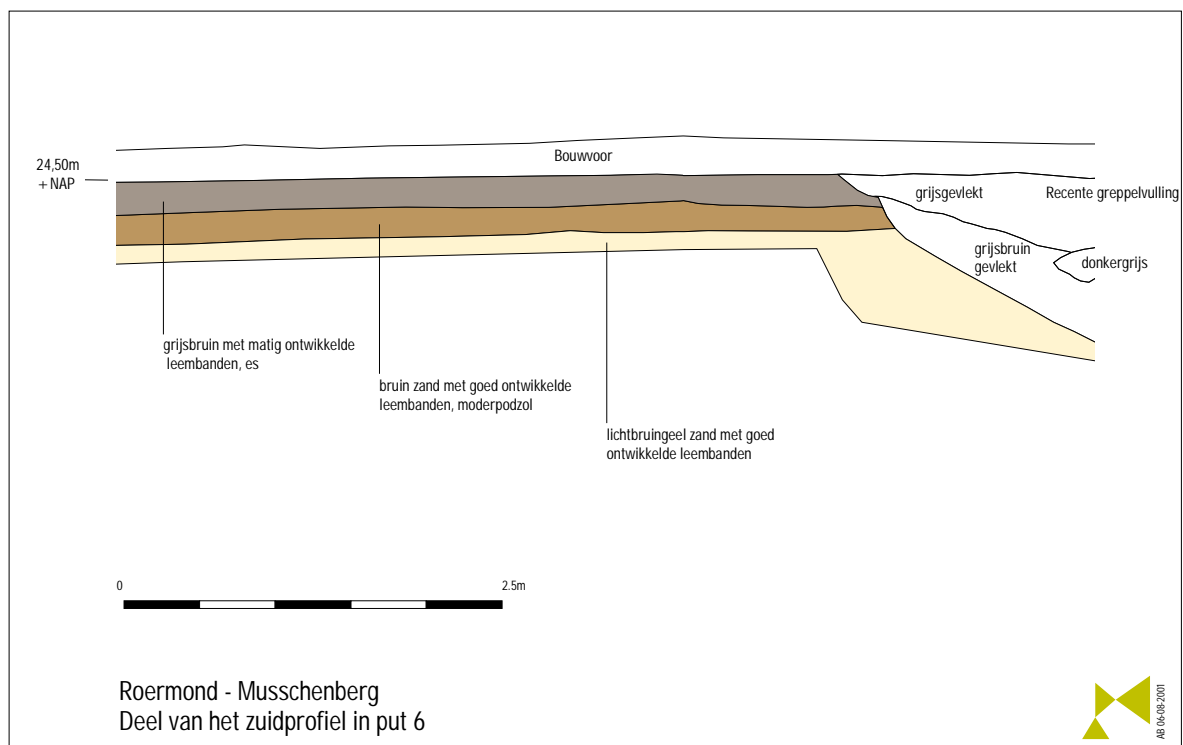 Bouwvoor
24,50m
+ NAP
grijsgevlekt
Recente greppelvulling
grijsbruin
gevlekt
donkergrijs
grijsbruin met matig ontwikkelde
leembanden, es
bruin zand met goed ontwikkelde
leembanden, moderpodzol
lichtbruingeel zand met goed
ontwikkelde leembanden
0
2.5m
Roermond - Musschenberg
Deel van het zuidprofiel in put 6
AB 06-08-2001